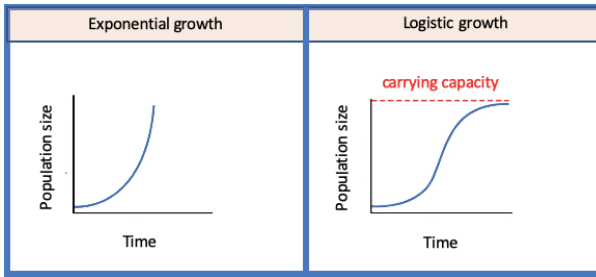 Exponential growth
Logistic growth
Population size
Time
carrying capacity
Population size
Time